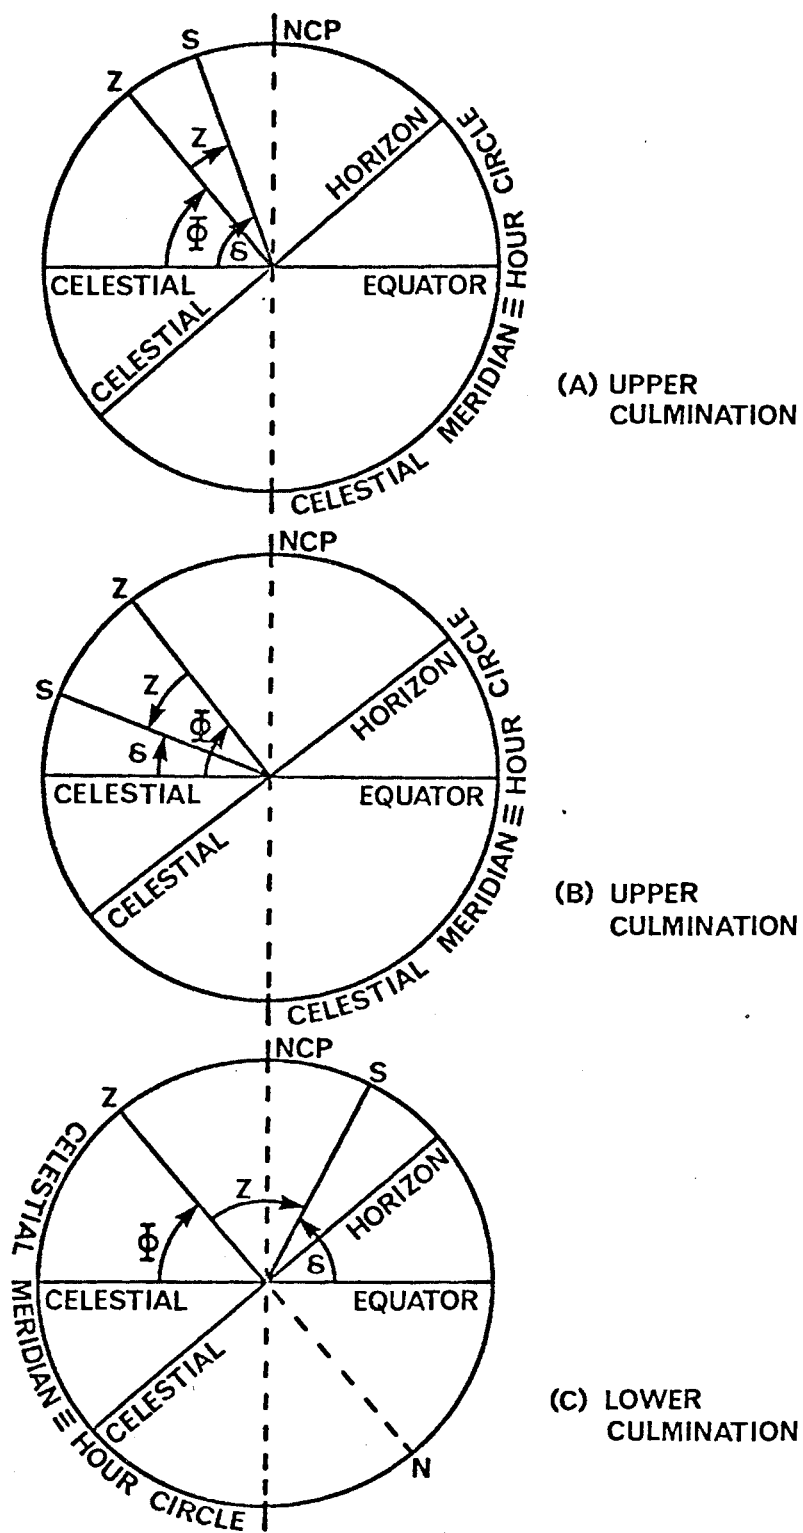 NCP
S
Z
Z
Φ
δ
HORIZON
CELESTIAL EQUATOR
CELESTIAL
CELESTIAL MERIDIAN ≡ HOUR CIRCLE
(A) UPPER
CULMINATION
NCP
Z
S
Z
Φ
δ
HORIZON
CELESTIAL EQUATOR
CELESTIAL
CELESTIAL MERIDIAN ≡ HOUR CIRCLE
(B) UPPER
CULMINATION
NCP
S
Z
Z
Φ
δ
HORIZON
CELESTIAL EQUATOR
CELESTIAL
CELESTIAL MERIDIAN ≡ HOUR CIRCLE
N
(C) LOWER
CULMINATION